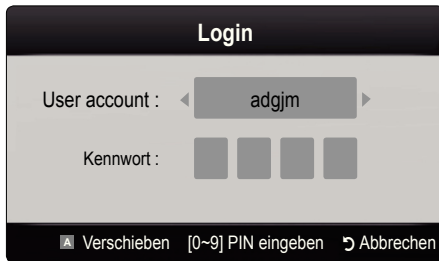 Login
User account : adgjm
Kennwort :
A Verschieben [0~9] PIN eingeben Abbrechen